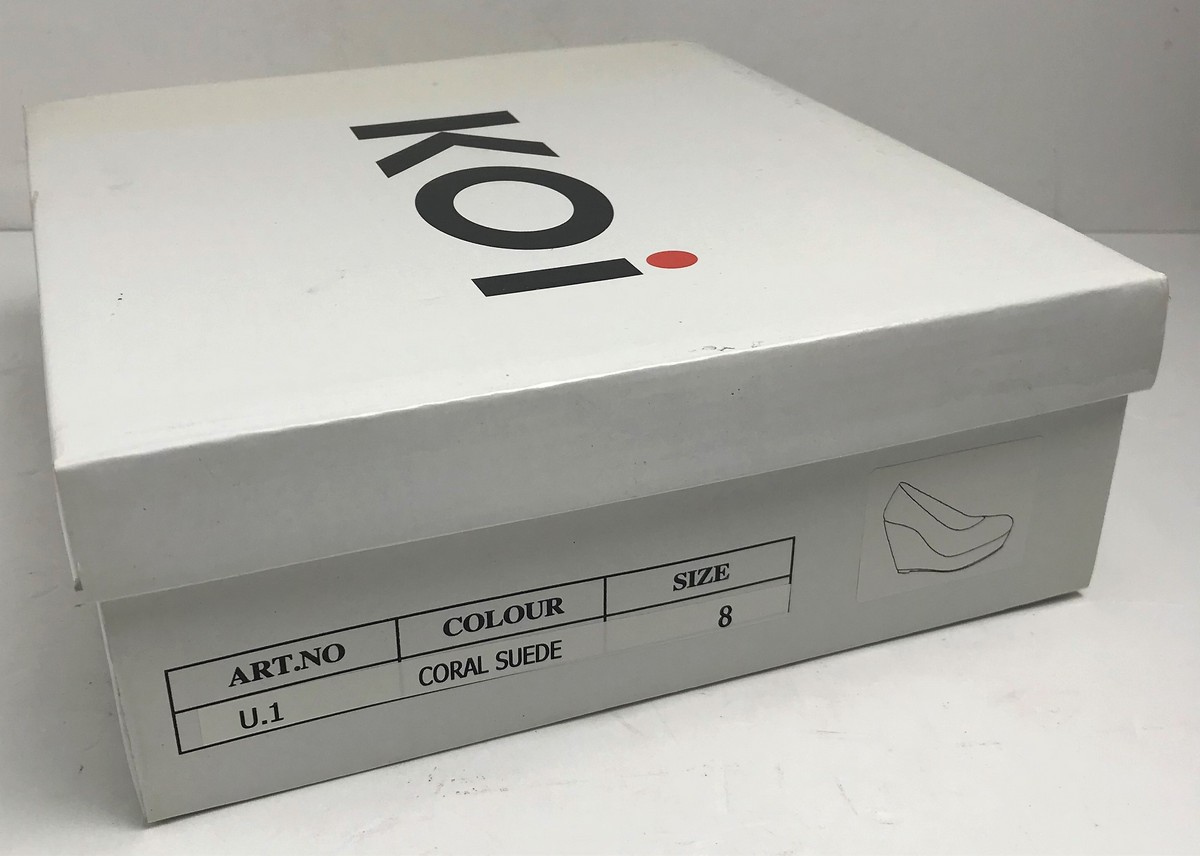 KOi
ART.NO COLOUR SIZE
U.1 CORAL SUEDE 8